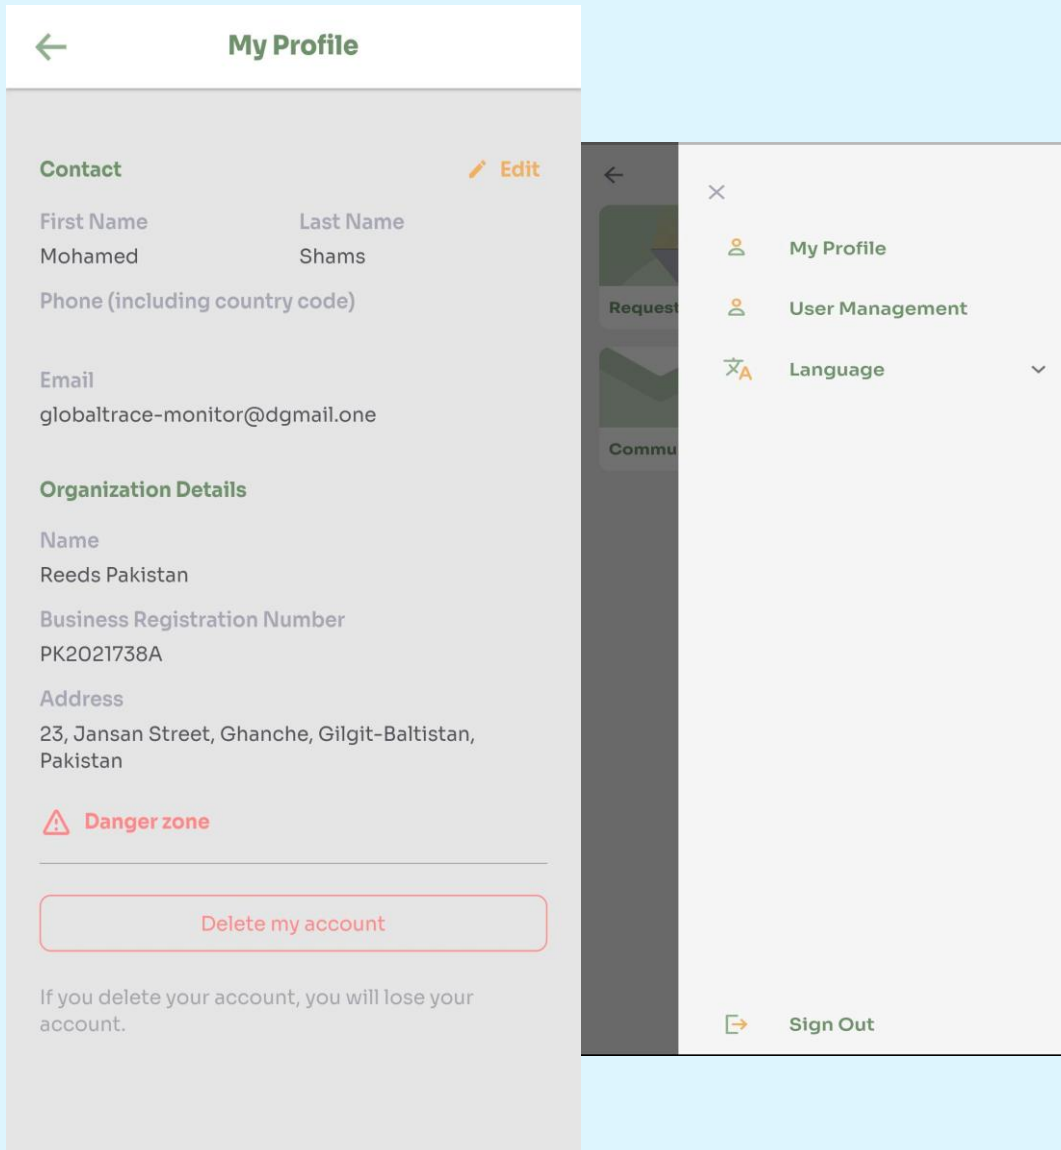 My Profile
Contact
Edit
First Name
Last Name
Mohamed
Shams
Phone (including country code)
Email
globaltrace-monitor@dgmail.one
Organization Details
Name
Reeds Pakistan
Business Registration Number
PK2021738A
Address
23, Jansan Street, Ghanche, Gilgit-Baltistan,
Pakistan
Danger zone
Delete my account
If you delete your account, you will lose your
account.
Request
Commu
My Profile
User Management
Language
Sign Out